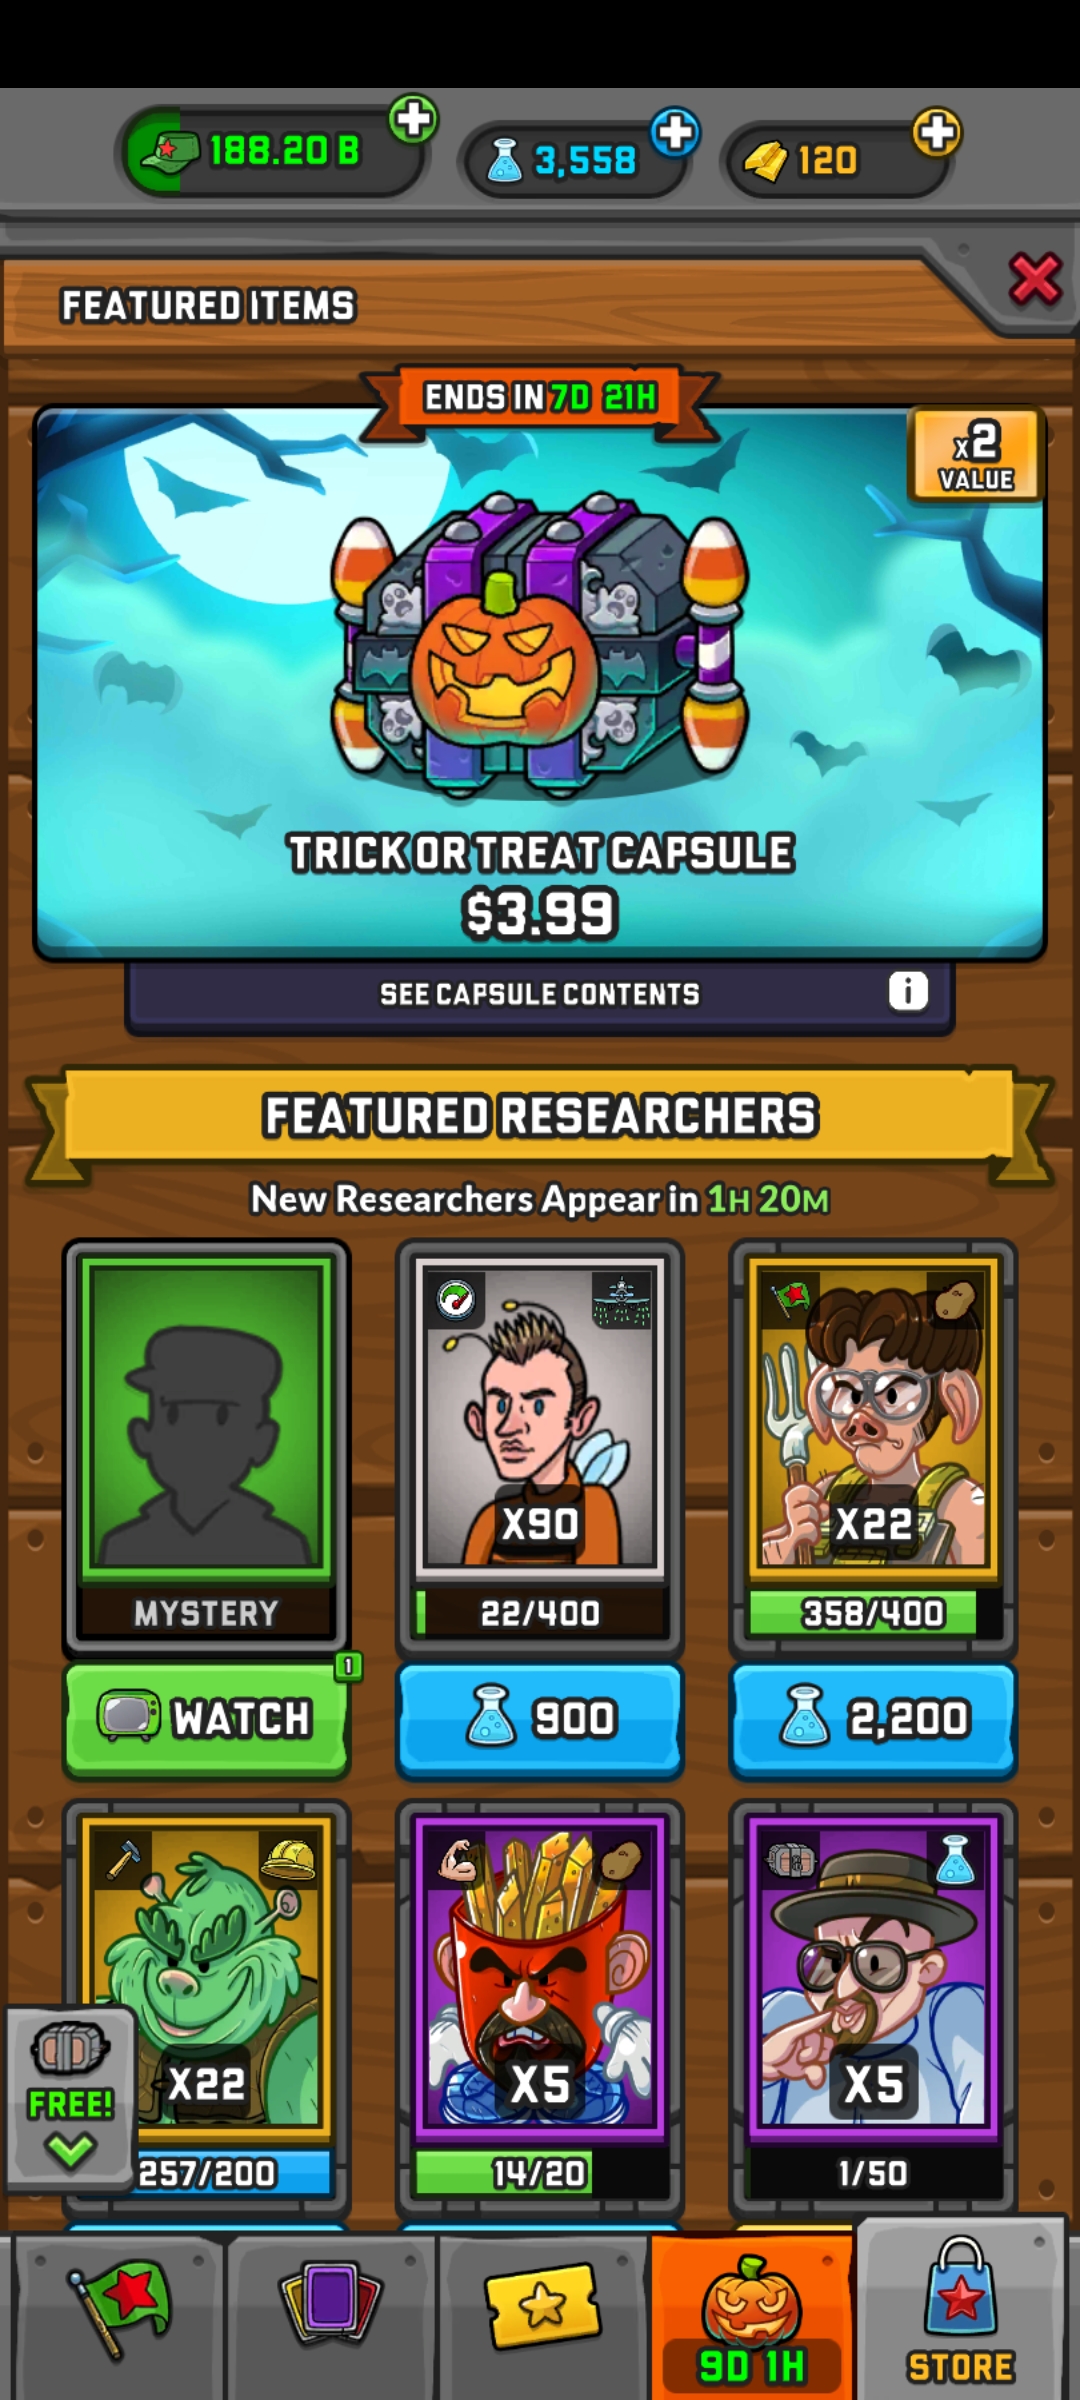 188.20 B
3,558
120
FEATURED ITEMS
ENDS IN 7D 21H
x2
VALUE
TRICK OR TREAT CAPSULE
$3.99
SEE CAPSULE CONTENTS
i
FEATURED RESEARCHERS
New Researchers Appear in 1H 20M
X90
X22
MYSTERY
22/400
358/400
1
WATCH
900
2,200
X22
X5
X5
FREE!
257/200
14/20
1/50
9D 1H
STORE